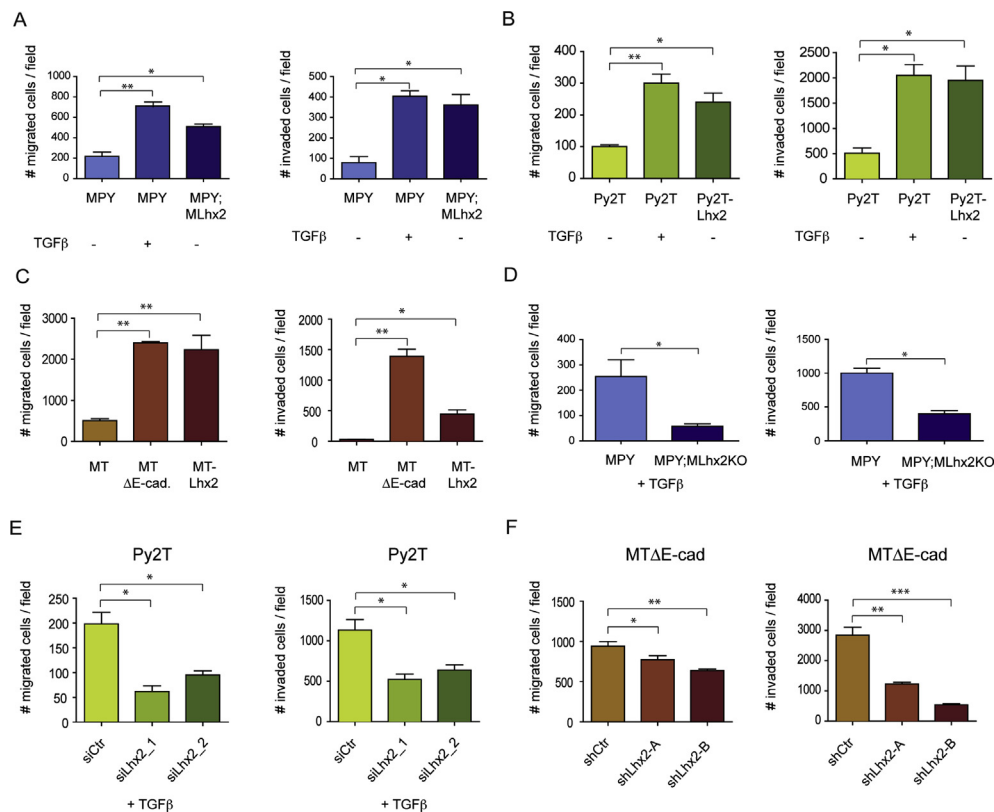 A
# migrated cells / field
1000
800
600
400
200
0
*
**
MPY
MPY
MPY;
MLhx2
TGFβ
-
+
-
# invaded cells / field
500
400
300
200
100
0
*
*
MPY
MPY
MPY;
MLhx2
-
+
-
B
# migrated cells / field
400
300
200
100
0
*
**
Py2T
Py2T
Py2T-
Lhx2
TGFβ
-
+
-
# invaded cells / field
2500
2000
1500
1000
500
0
*
*
Py2T
Py2T
Py2T-
Lhx2
-
+
-
C
# migrated cells / field
3000
2000
1000
0
**
**
MT
MT
ΔE-cad.
MT-
Lhx2
# invaded cells / field
1500
1000
500
0
*
**
MT
MT
ΔE-cad
MT-
Lhx2
D
# migrated cells / field
400
300
200
100
0
*
MPY
MPY;MLhx2KO
+ TGFβ
# invaded cells / field
1500
1000
500
0
*
MPY
MPY;MLhx2KO
+ TGFβ
E
Py2T
# migrated cells / field
250
200
150
100
50
0
*
*
siCtr
siLhx2_1
siLhx2_2
+ TGFβ
Py2T
# invaded cells / field
1500
1000
500
0
*
*
siCtr
siLhx2_1
siLhx2_2
+ TGFβ
F
MTΔE-cad
# migrated cells / field
1500
1000
500
0
**
*
shCtr
shLhx2-A
shLhx2-B
MTΔE-cad
# invaded cells / field
4000
3000
2000
1000
0
***
**
shCtr
shLhx2-A
shLhx2-B